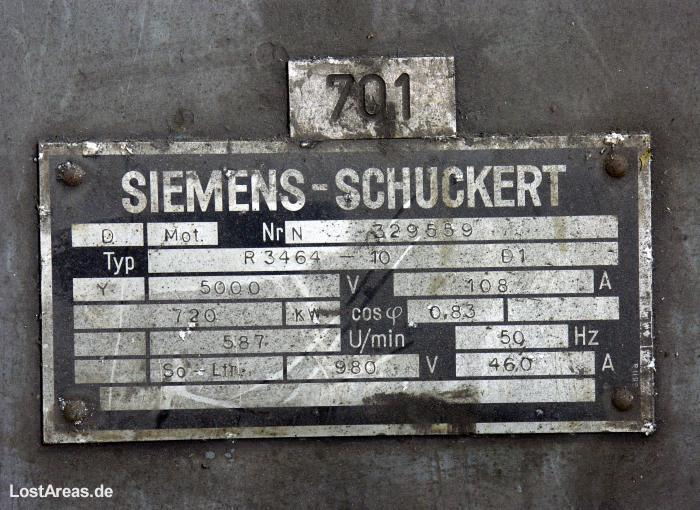 701
SIEMENS-SCHUCKERT
D Mot. Nr N 329559
Typ R 3464 - 10 D1
Y 5000 V 108 A
720 KW cos φ 0,83
587 U/min 50 Hz
So - Lfr. 980 V 460 A
LostAreas.de